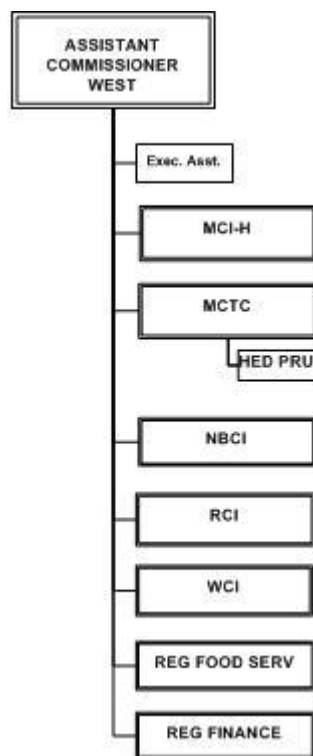 ASSISTANT
COMMISSIONER
WEST
Exec. Asst.
MCI-H
MCTC
HED PRU
NBCI
RCI
WCI
REG FOOD SERV
REG FINANCE